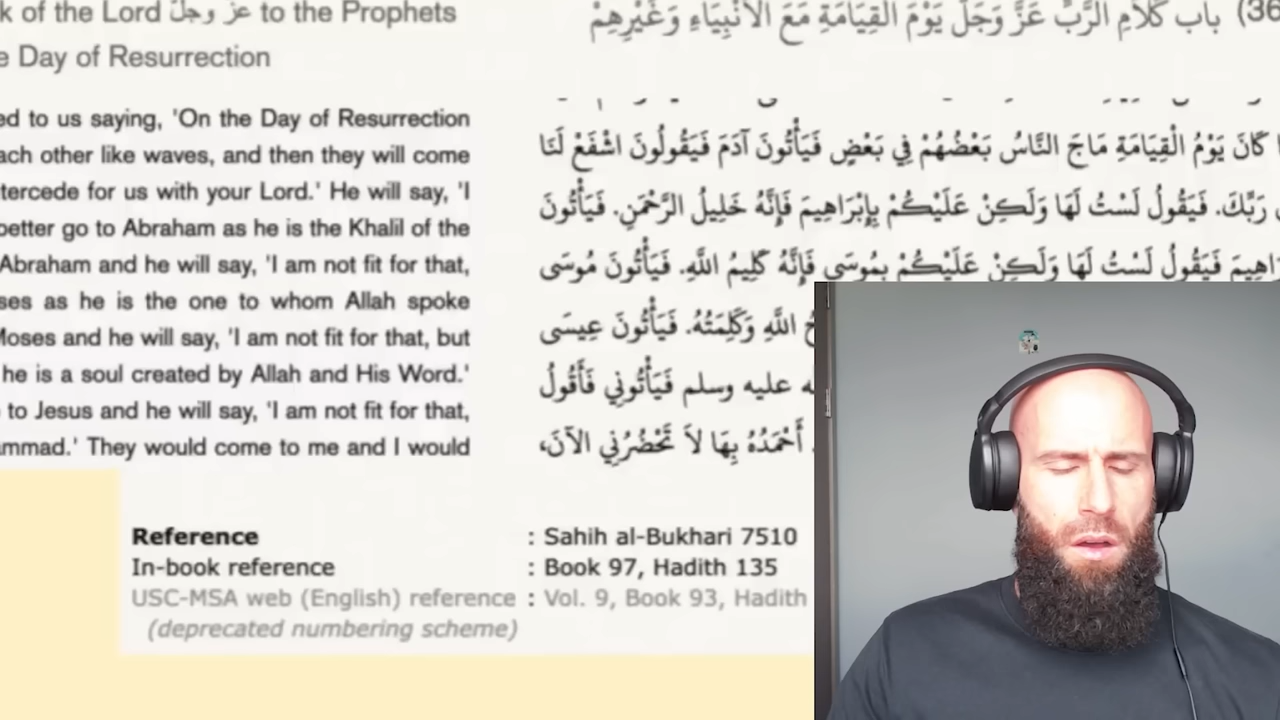 k of the Lord عز وجلّ to the Prophets
e Day of Resurrection
ed to us saying, 'On the Day of Resurrection
ach other like waves, and then they will come
tercede for us with your Lord.' He will say, 'I
better go to Abraham as he is the Khalil of the
Abraham and he will say, 'I am not fit for that,
ses as he is the one to whom Allah spoke
Moses and he will say, 'I am not fit for that, but
he is a soul created by Allah and His Word.'
to Jesus and he will say, 'I am not fit for that,
ammad.' They would come to me and I would
(36) باب كَلاَمِ الرَّبِّ عَزَّ وَجَلَّ يَوْمَ الْقِيَامَةِ مَعَ الأَنْبِيَاءِ وَغَيْرِهِمْ
كَانَ يَوْمُ الْقِيَامَةِ مَاجَ النَّاسُ بَعْضُهُمْ فِي بَعْضٍ فَيَأْتُونَ آدَمَ فَيَقُولُونَ اشْفَعْ لَنَا
رَبِّكَ. فَيَقُولُ لَسْتُ لَهَا وَلَكِنْ عَلَيْكُمْ بِإِبْرَاهِيمَ فَإِنَّهُ خَلِيلُ الرَّحْمَنِ. فَيَأْتُونَ
اهِيمَ فَيَقُولُ لَسْتُ لَهَا وَلَكِنْ عَلَيْكُمْ بِمُوسَى فَإِنَّهُ كَلِيمُ اللَّهِ. فَيَأْتُونَ مُوسَى
اللَّهِ وَكَلِمَتُهُ. فَيَأْتُونَ عِيسَى
ه عليه وسلم فَيَأْتُونِي فَأَقُولُ
أَحْمَدُهُ بِهَا لاَ تَحْضُرُنِي الآنَ،
Reference : Sahih al-Bukhari 7510
In-book reference : Book 97, Hadith 135
USC-MSA web (English) reference : Vol. 9, Book 93, Hadith
(deprecated numbering scheme)